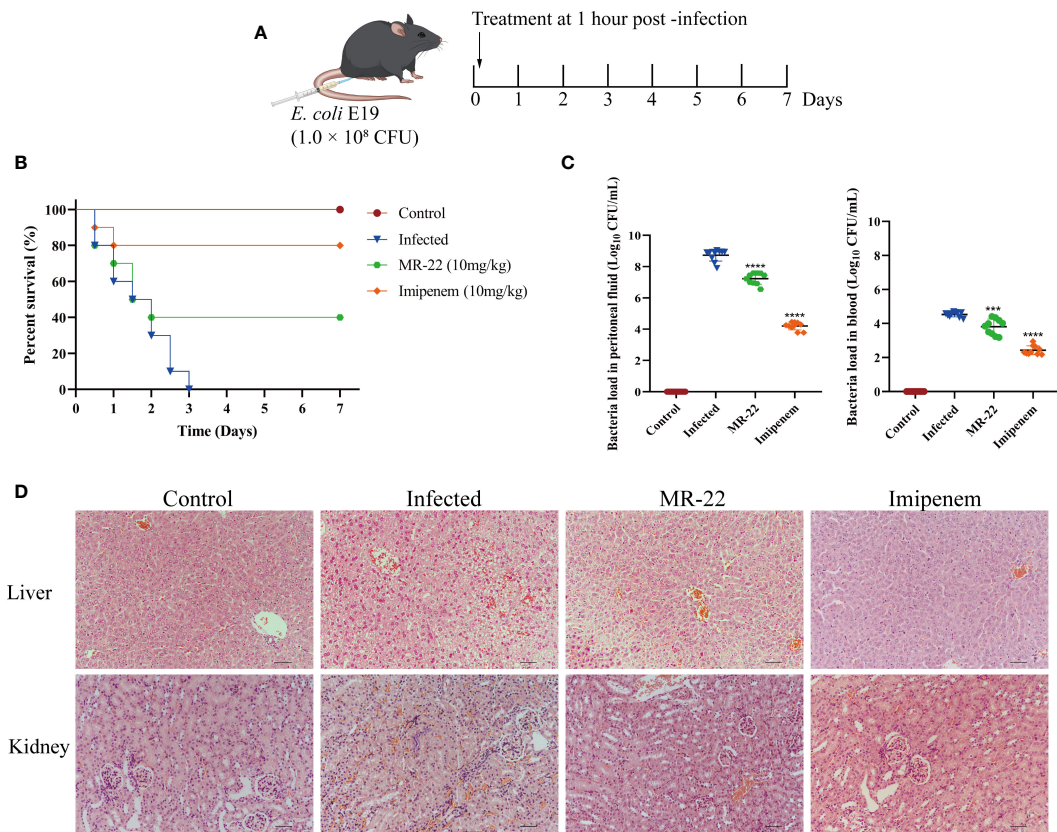 A
Treatment at 1 hour post -infection
0 1 2 3 4 5 6 7 Days
E. coli E19
(1.0 × 10⁸ CFU)
B
Percent survival (%)
100
80
60
40
20
0
0 1 2 3 4 5 6 7
Time (Days)
Control
Infected
MR-22 (10mg/kg)
Imipenem (10mg/kg)
C
Bacteria load in perioneal fluid (Log₁₀ CFU/mL)
10
8
6
4
2
0
****
****
Control
Infected
MR-22
Imipenem
Bacteria load in blood (Log₁₀ CFU/mL)
10
8
6
4
2
0
***
****
Control
Infected
MR-22
Imipenem
D
Control Infected MR-22 Imipenem
Liver
Kidney